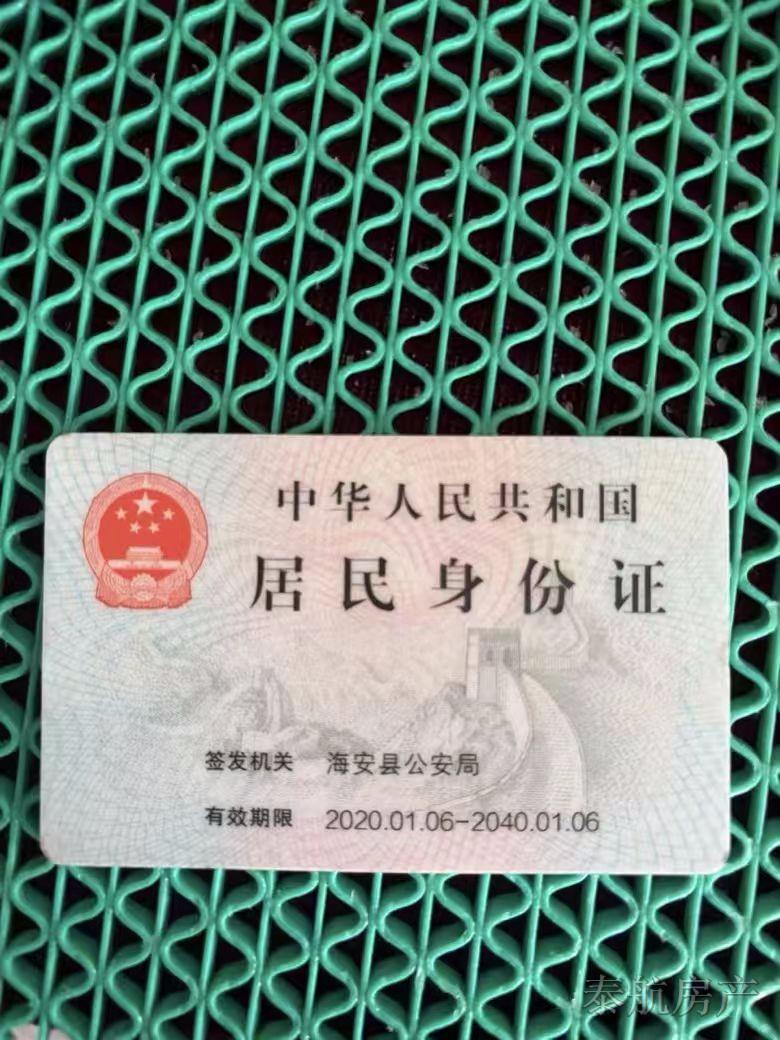 中华人民共和国
居民身份证
签发机关 海安县公安局
有效期限 2020.01.06-2040.01.06
泰航房产